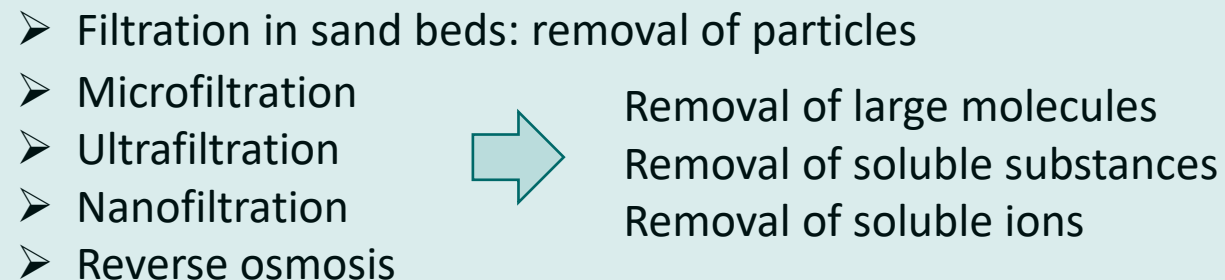 ➢ Filtration in sand beds: removal of particles
➢ Microfiltration
➢ Ultrafiltration
➢ Nanofiltration
➢ Reverse osmosis
Removal of large molecules
Removal of soluble substances
Removal of soluble ions